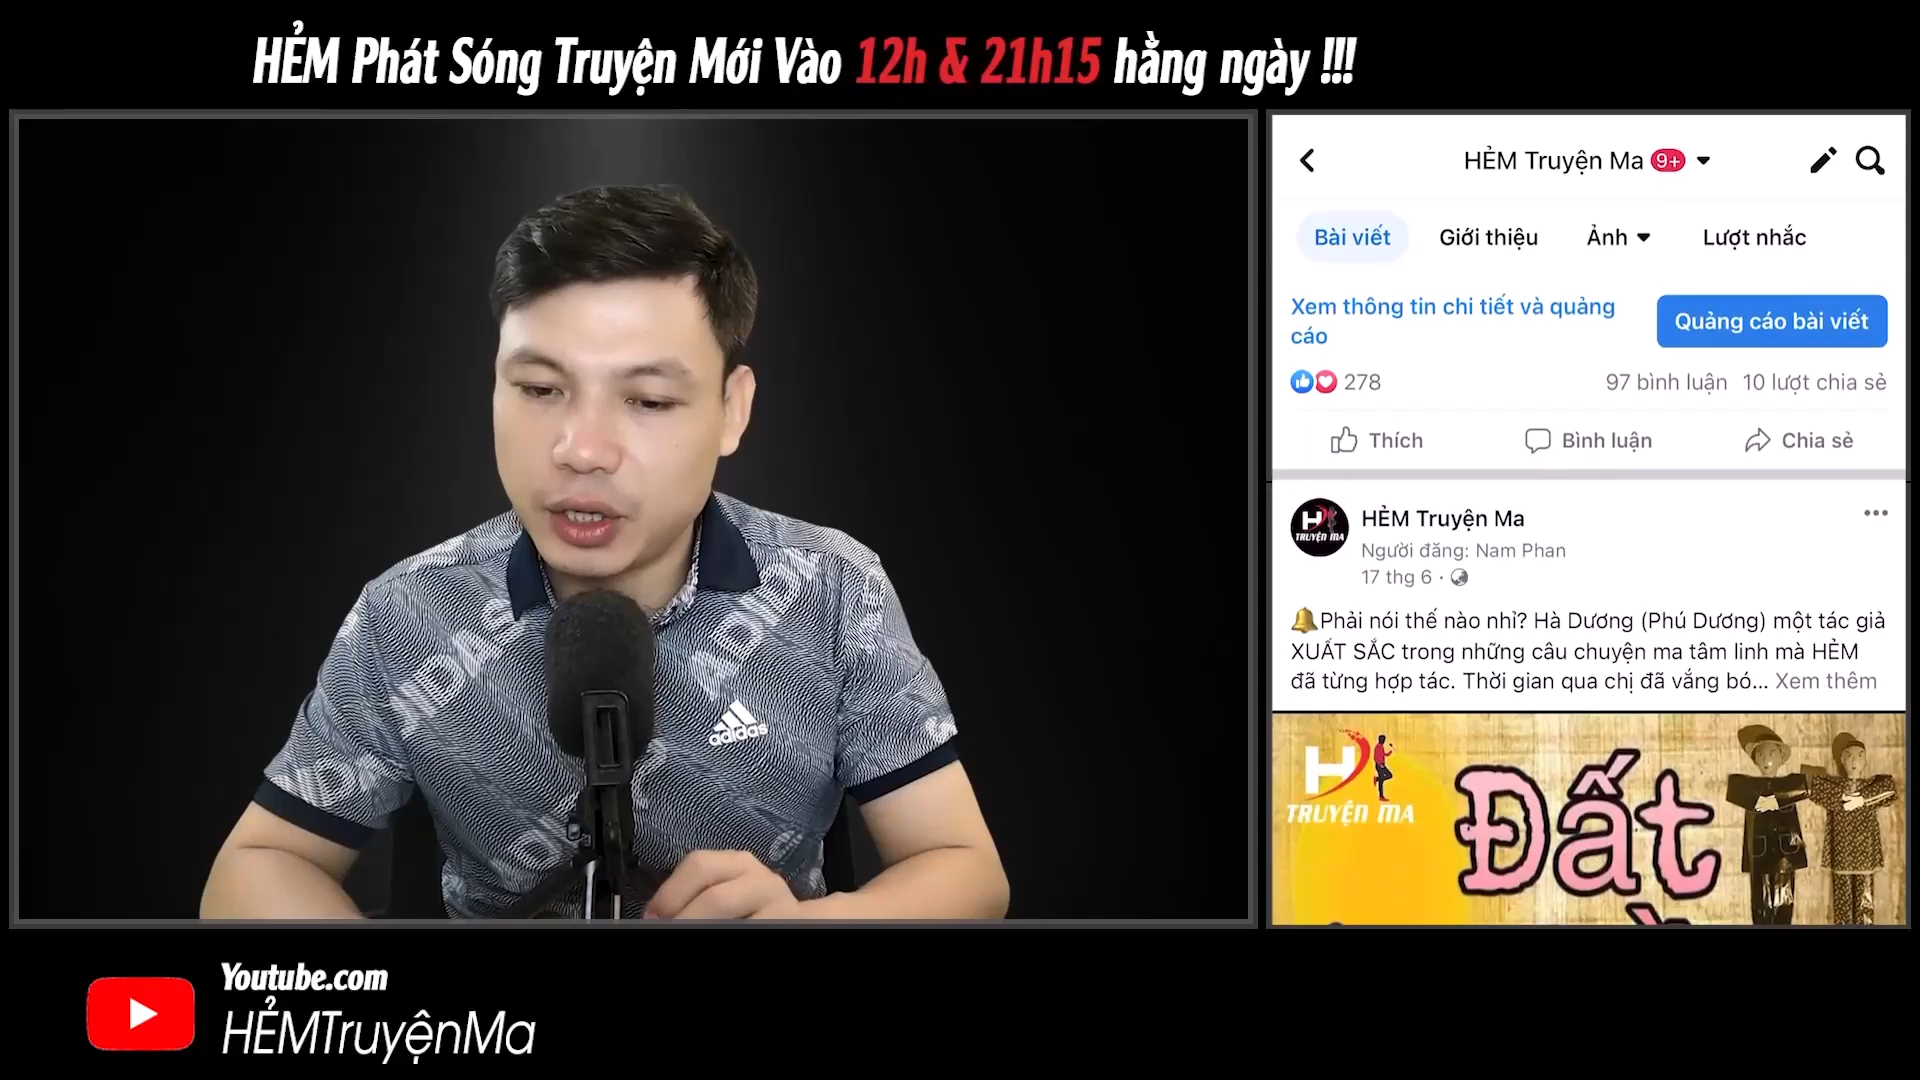 HẺM Phát Sóng Truyện Mới Vào 12h & 21h15 hằng ngày !!!
HẺM Truyện Ma 9+
Bài viết Giới thiệu Ảnh Lượt nhắc
Xem thông tin chi tiết và quảng
cáo
Quảng cáo bài viết
278 97 bình luận 10 lượt chia sẻ
Thích Bình luận Chia sẻ
H TRUYỆN MA
HẺM Truyện Ma
Người đăng: Nam Phan
17 thg 6 ·
Phải nói thế nào nhỉ? Hà Dương (Phú Dương) một tác giả
XUẤT SẮC trong những câu chuyện ma tâm linh mà HẺM
đã từng hợp tác. Thời gian qua chị đã vắng bó... Xem thêm
H
TRUYỆN MA
Đất
adidas
Youtube.com
HẺMTruyệnMa